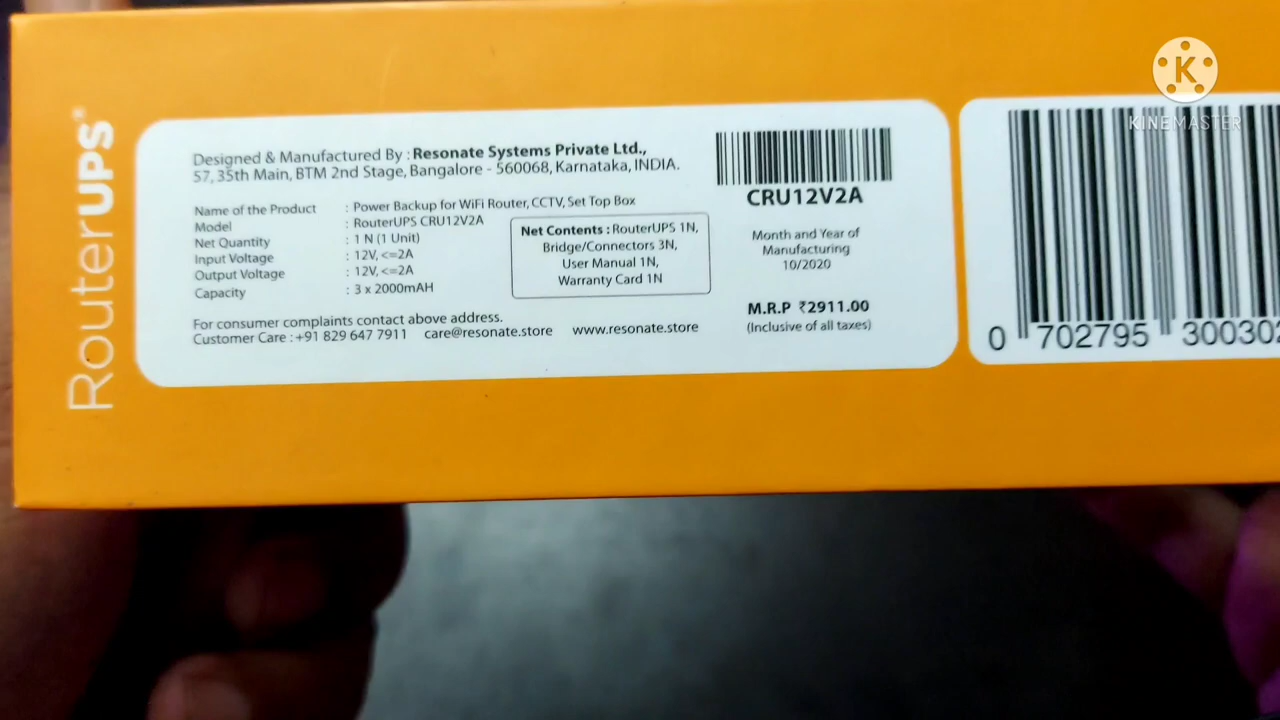 RouterUPS®
Designed & Manufactured By : Resonate Systems Private Ltd.,
57, 35th Main, BTM 2nd Stage, Bangalore - 560068, Karnataka, INDIA.
Name of the Product : Power Backup for WiFi Router, CCTV, Set Top Box
Model : RouterUPS CRU12V2A
Net Quantity : 1 N (1 Unit)
Input Voltage : 12V, <=2A
Output Voltage : 12V, <=2A
Capacity : 3 x 2000mAH
Net Contents : RouterUPS 1N,
Bridge/Connectors 3N,
User Manual 1N,
Warranty Card 1N
For consumer complaints contact above address.
Customer Care : +91 829 647 7911 care@resonate.store www.resonate.store
CRU12V2A
Month and Year of
Manufacturing
10/2020
M.R.P ₹2911.00
(Inclusive of all taxes)
0 702795 30030
K
KINEMASTER